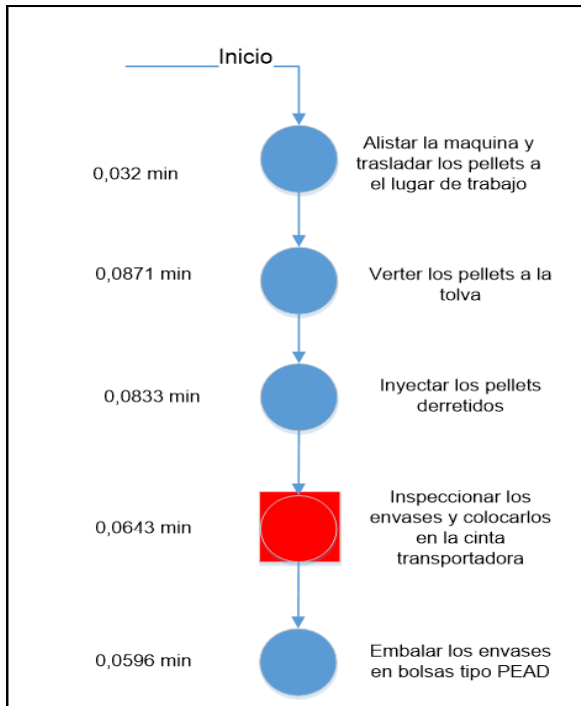 Inicio
0,032 min
Alistar la maquina y
trasladar los pellets a
el lugar de trabajo
0,0871 min
Verter los pellets a la
tolva
0,0833 min
Inyectar los pellets
derretidos
0,0643 min
Inspeccionar los
envases y colocarlos
en la cinta
transportadora
0,0596 min
Embalar los envases
en bolsas tipo PEAD